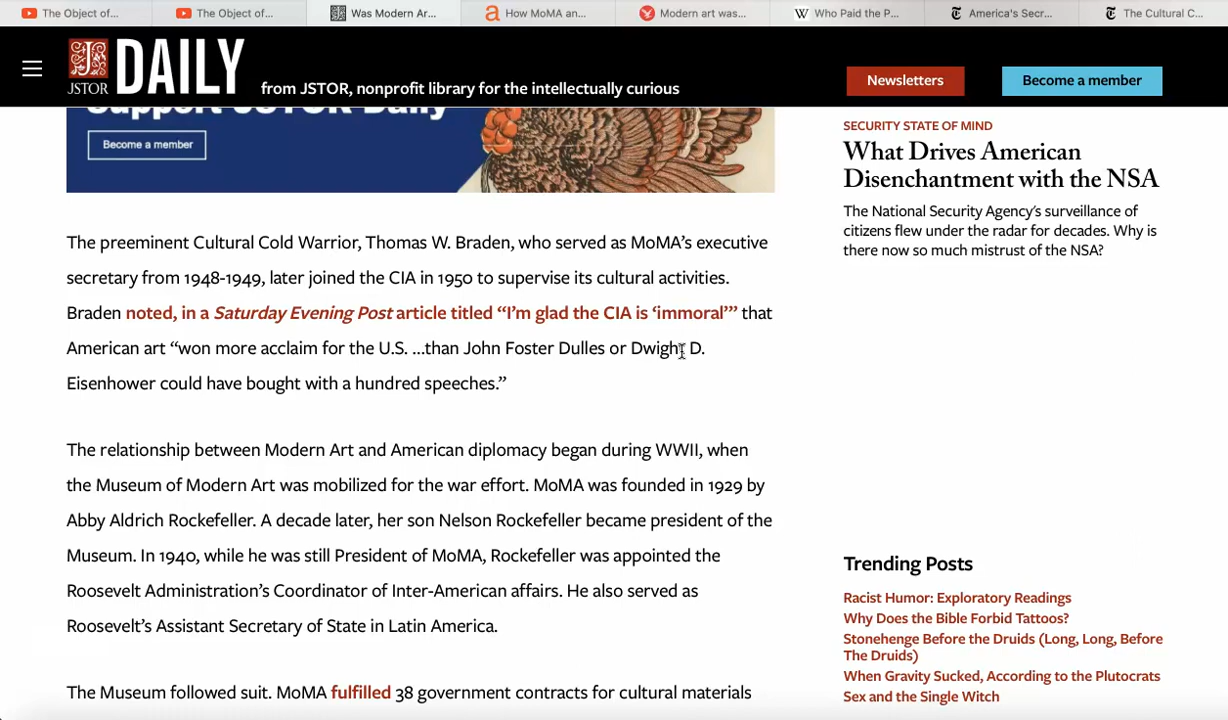 The Object of...
The Object of...
Was Modern Ar...
How MoMA an...
Modern art was...
Who Paid the P...
America's Secr...
The Cultural C...
JSTOR DAILY
from JSTOR, nonprofit library for the intellectually curious
Newsletters
Become a member
Support JSTOR Daily
Become a member
The preeminent Cultural Cold Warrior, Thomas W. Braden, who served as MoMA's executive
secretary from 1948-1949, later joined the CIA in 1950 to supervise its cultural activities.
Braden noted, in a Saturday Evening Post article titled “I'm glad the CIA is ‘immoral’” that
American art “won more acclaim for the U.S. ...than John Foster Dulles or Dwight D.
Eisenhower could have bought with a hundred speeches.”
The relationship between Modern Art and American diplomacy began during WWII, when
the Museum of Modern Art was mobilized for the war effort. MoMA was founded in 1929 by
Abby Aldrich Rockefeller. A decade later, her son Nelson Rockefeller became president of the
Museum. In 1940, while he was still President of MoMA, Rockefeller was appointed the
Roosevelt Administration's Coordinator of Inter-American affairs. He also served as
Roosevelt's Assistant Secretary of State in Latin America.
The Museum followed suit. MoMA fulfilled 38 government contracts for cultural materials
SECURITY STATE OF MIND
What Drives American
Disenchantment with the NSA
The National Security Agency's surveillance of
citizens flew under the radar for decades. Why is
there now so much mistrust of the NSA?
Trending Posts
Racist Humor: Exploratory Readings
Why Does the Bible Forbid Tattoos?
Stonehenge Before the Druids (Long, Long, Before
The Druids)
When Gravity Sucked, According to the Plutocrats
Sex and the Single Witch